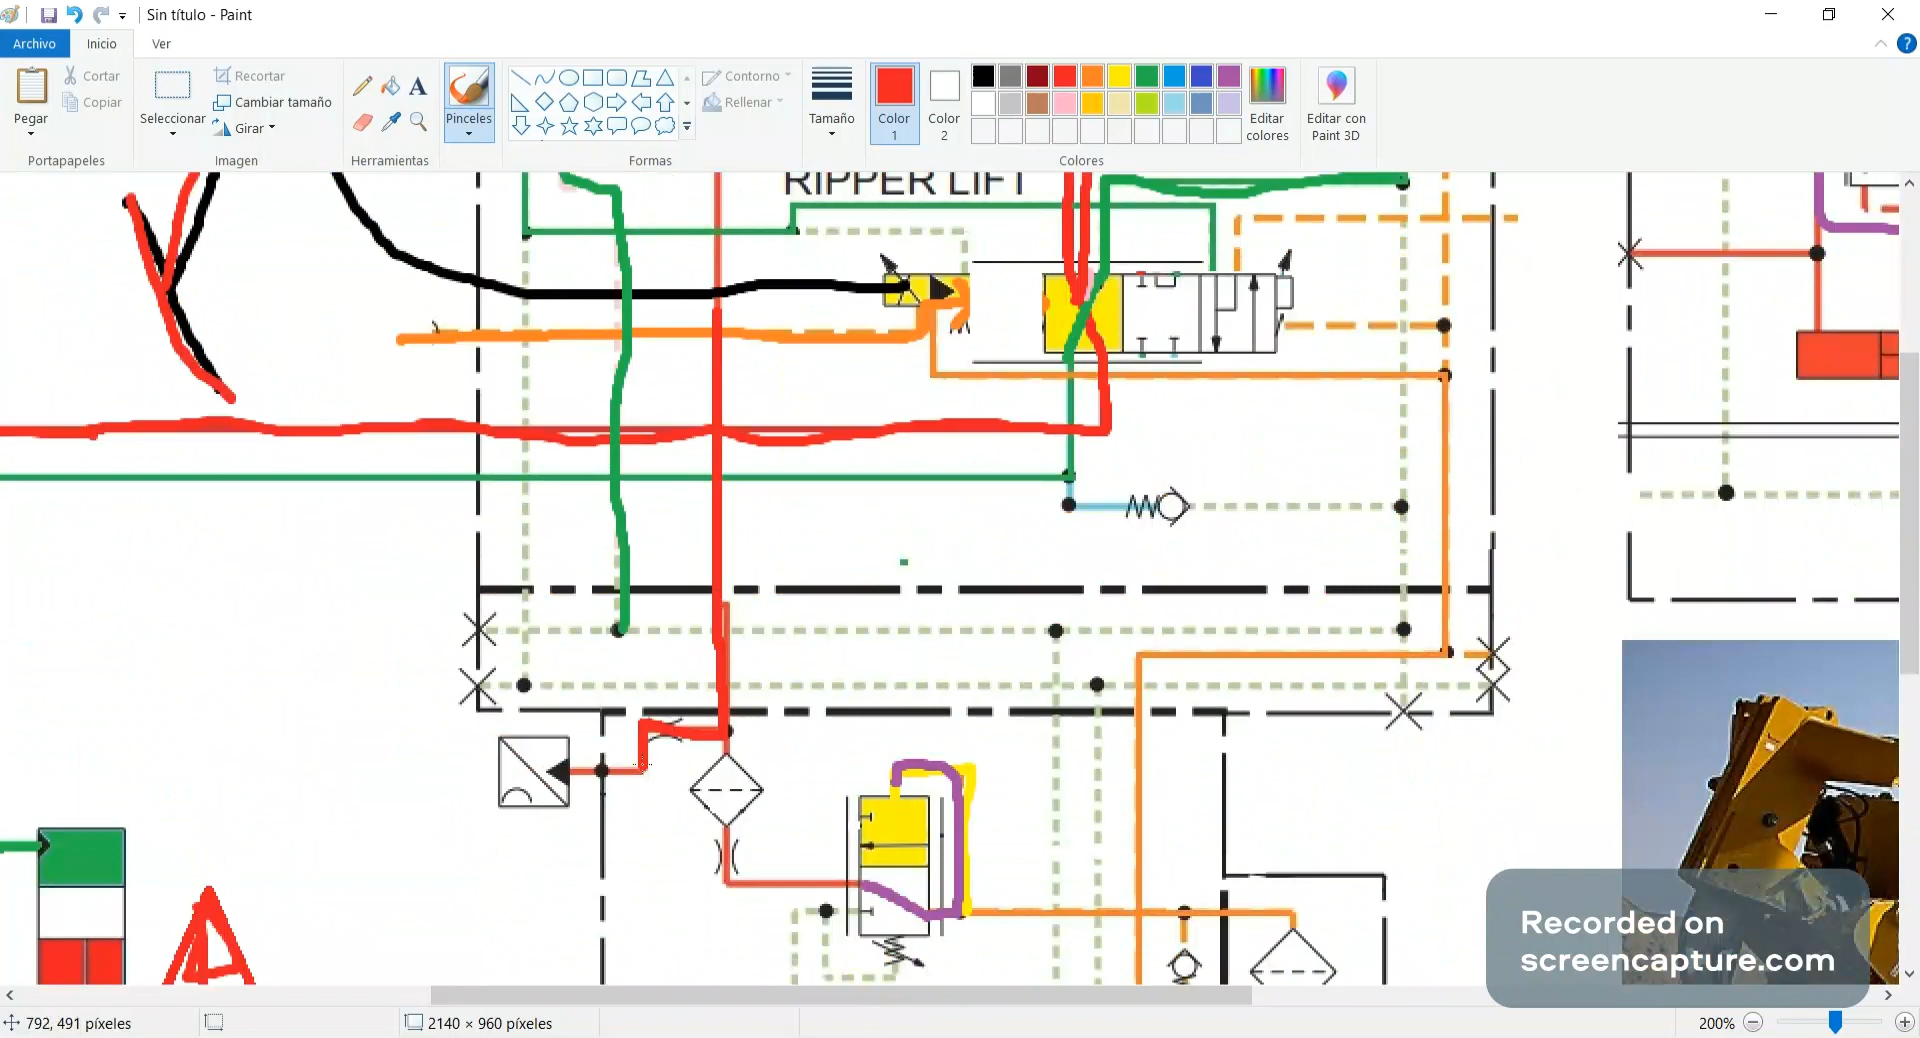 Sin título - Paint
Archivo Inicio Ver
Pegar
Cortar
Copiar
Portapapeles
Seleccionar
Recortar
Cambiar tamaño
Girar
Imagen
A
Herramientas
Pinceles
Contorno
Rellenar
Formas
Tamaño
Color 1
Color 2
Editar colores
Colores
Editar con Paint 3D
RIPPER LIFT
Recorded on
screencapture.com
792, 491 píxeles
2140 × 960 píxeles
200%